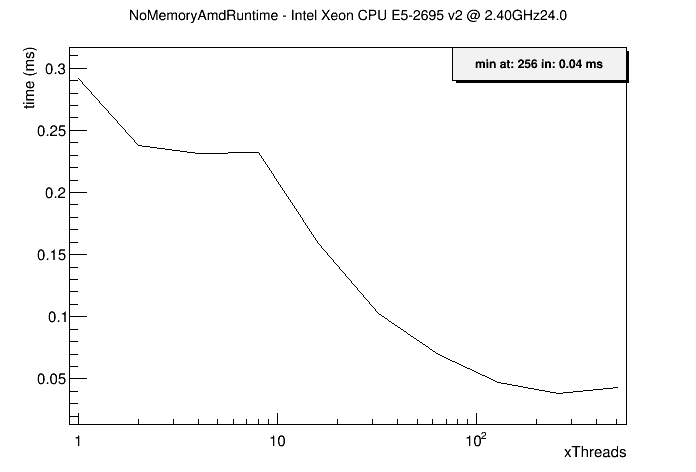 NoMemoryAmdRuntime - Intel Xeon CPU E5-2695 v2 @ 2.40GHz24.0
min at: 256 in: 0.04 ms
time (ms)
0.3
0.25
0.2
0.15
0.1
0.05
1 10 10²
xThreads